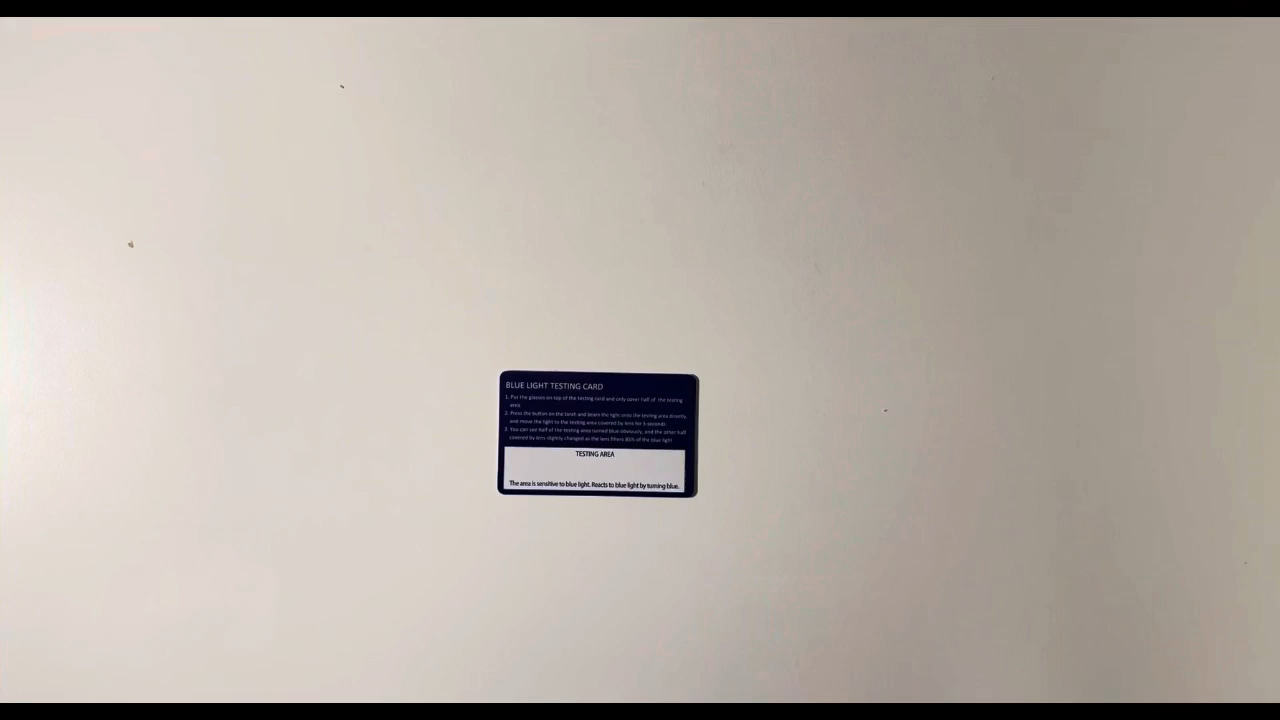 BLUE LIGHT TESTING CARD
1. Put the glasses on top of the testing card and only cover half of the testing
area.
2. Press the button on the torch and beam the light onto the testing area directly,
and move the light to the testing area covered by lens for 5 seconds.
3. You can see half of the testing area turned blue obviously, and the other half
covered by lens slightly changed as the lens filters 85% of the blue light
TESTING AREA
The area is sensitive to blue light. Reacts to blue light by turning blue.